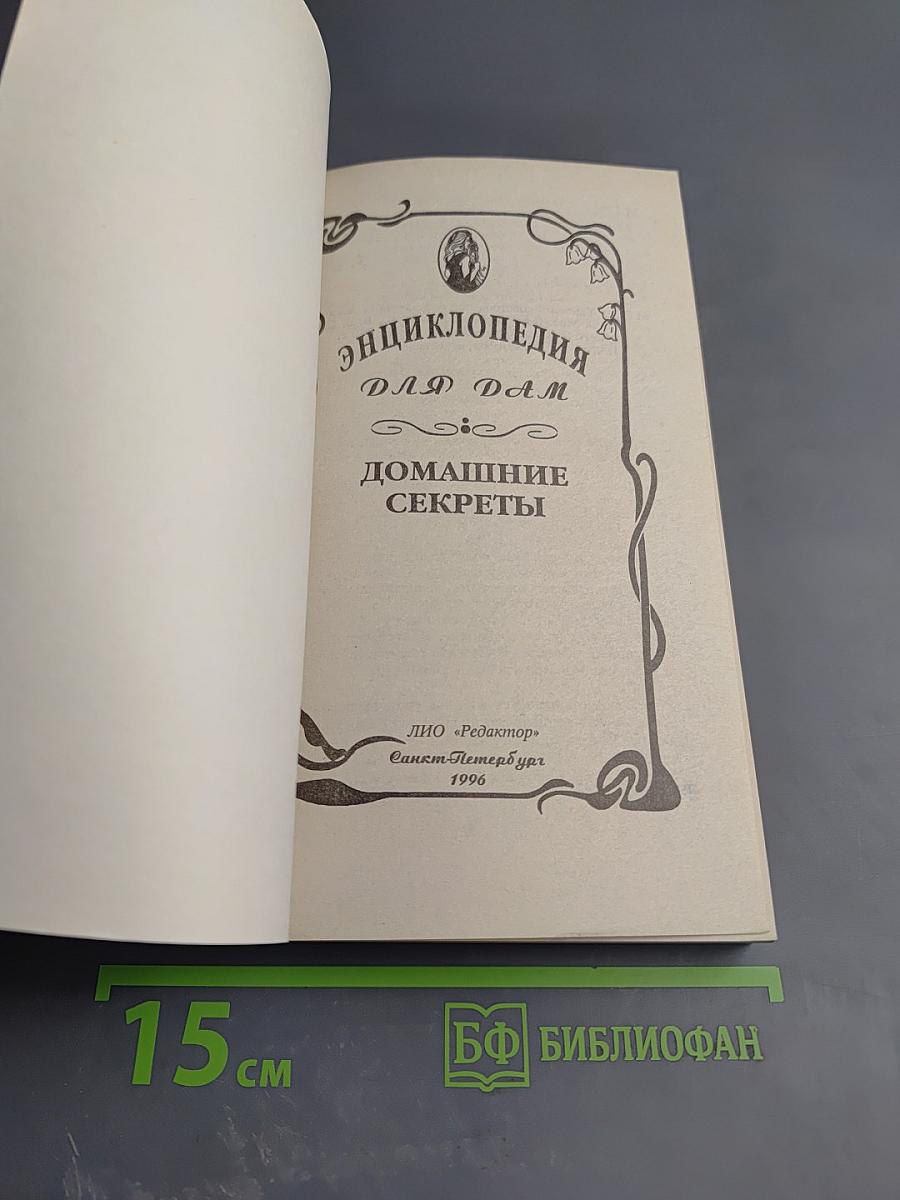 ЭНЦИКЛОПЕДИЯ
ДЛЯ ДАМ
ДОМАШНИЕ
СЕКРЕТЫ
ЛИО «Редактор»
Санкт-Петербург
1996
15 см
БФ БИБЛИОФАН